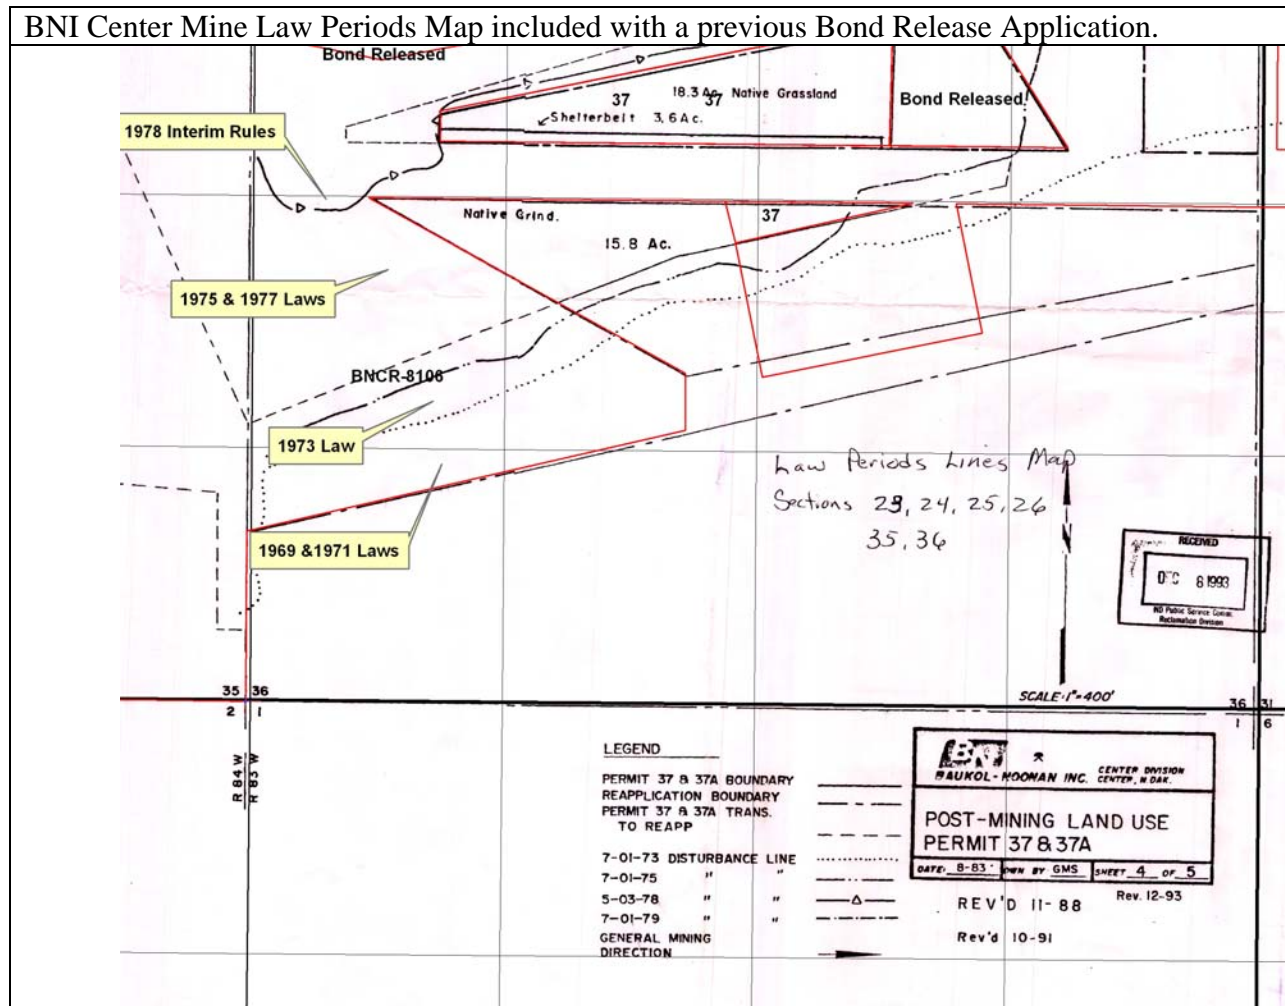 BNI Center Mine Law Periods Map included with a previous Bond Release Application.
Bond Released
18.3 Ac. Native Grassland
37 37
Bond Released
Shelterbelt 3.6 Ac.
1978 Interim Rules
Native Grind.
37
15.8 Ac.
1975 & 1977 Laws
BNCR-8106
1973 Law
Law Periods Lines Map
Sections 23, 24, 25, 26
35, 36
1969 &1971 Laws
RECEIVED
DEC 8 1993
ND Public Service Comm.
Reclamation Division
35 36
2 1
R 84 W
R 83 W
SCALE: 1"=400'
36 31
1 6
LEGEND
PERMIT 37 & 37A BOUNDARY
REAPPLICATION BOUNDARY
PERMIT 37 & 37A TRANS.
TO REAPP
7-01-73 DISTURBANCE LINE
7-01-75 " "
5-03-78 " "
7-01-79 " "
GENERAL MINING
DIRECTION
BNI
BAUKOL-NOONAN INC.
CENTER DIVISION
CENTER, N. DAK.
POST-MINING LAND USE
PERMIT 37 & 37A
DATE: 8-83 DWN BY GMS SHEET 4 OF 5
REV'D 11-88
Rev. 12-93
Rev'd 10-91